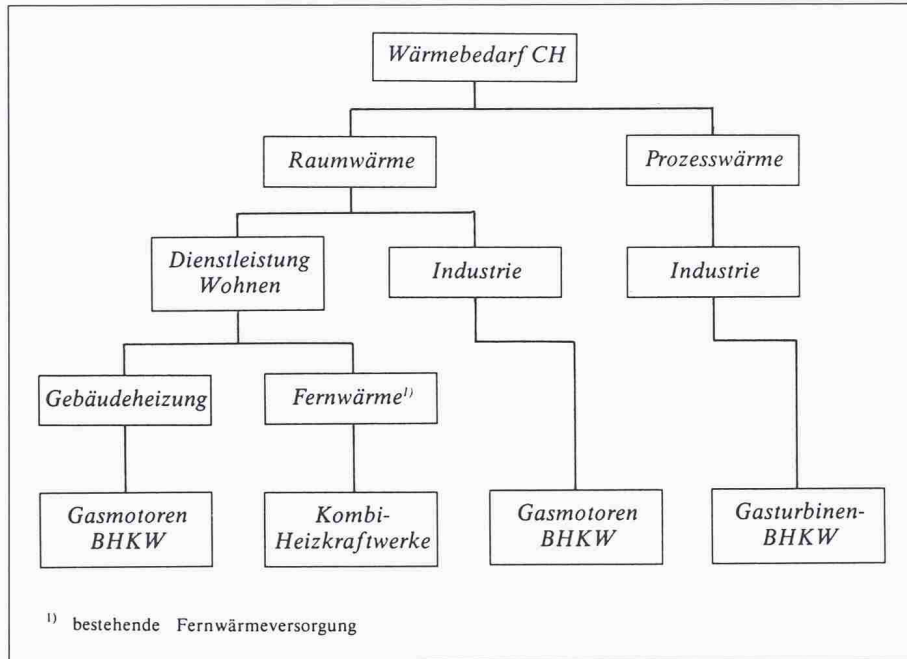 Wärmebedarf CH
Raumwärme
Prozesswärme
Dienstleistung
Wohnen
Industrie
Industrie
Gebäudeheizung
Fernwärme¹⁾
Gasmotoren
BHKW
Kombi-
Heizkraftwerke
Gasmotoren
BHKW
Gasturbinen-
BHKW
¹⁾ bestehende Fernwärmeversorgung